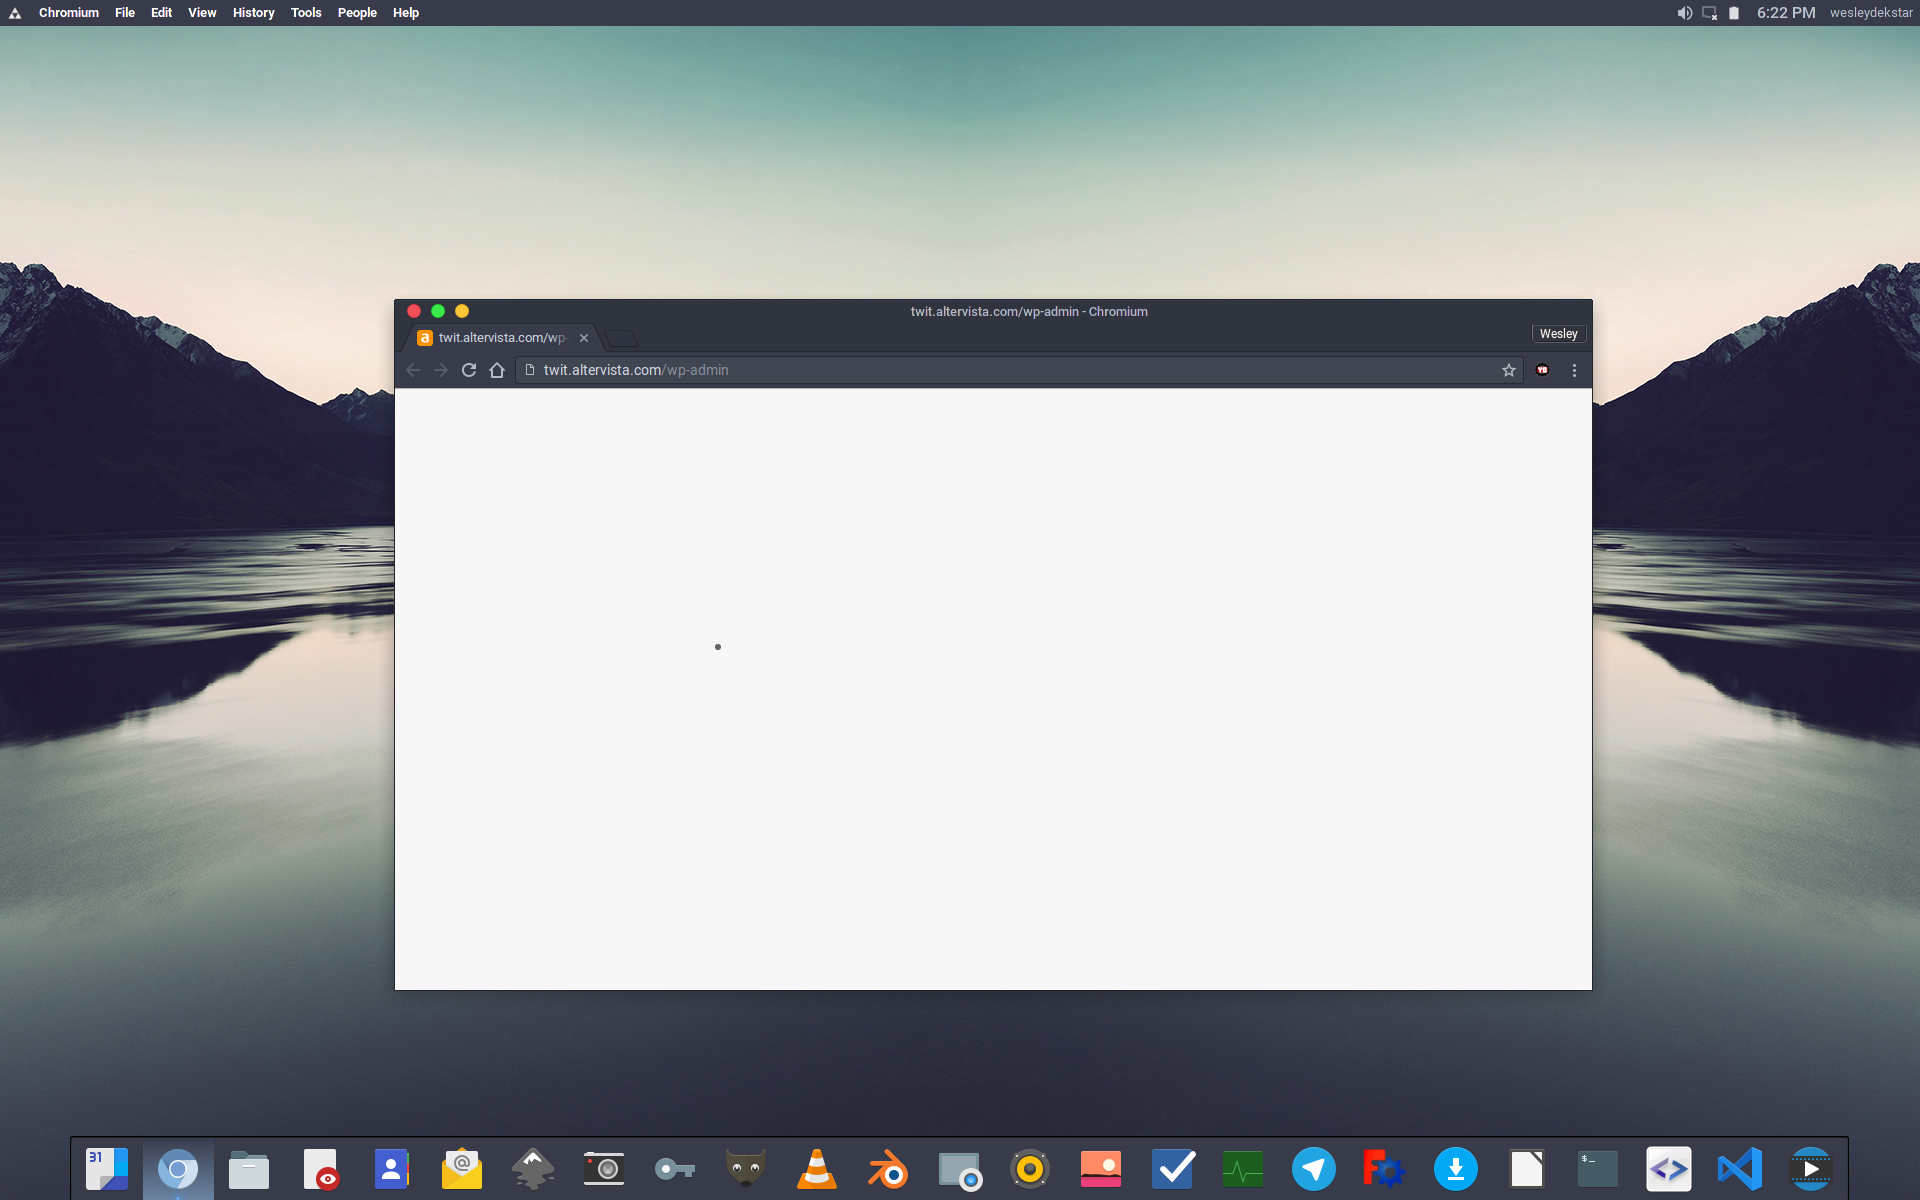 Chromium File Edit View History Tools People Help
6:22 PM wesleydekstar
twit.altervista.com/wp-admin - Chromium
a twit.altervista.com/wp-
Wesley
twit.altervista.com/wp-admin
31
@
$_